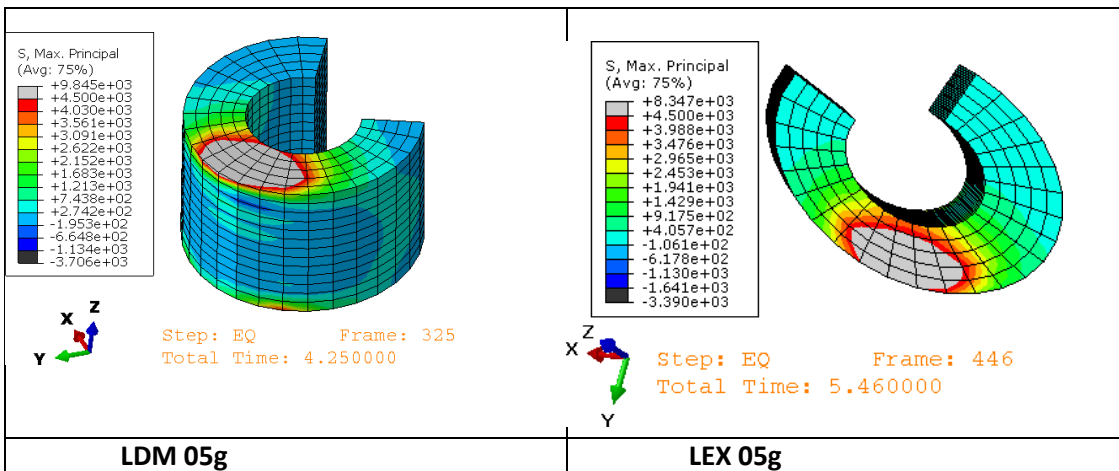 S, Max. Principal
(Avg: 75%)
+9.845e+03
+4.500e+03
+4.030e+03
+3.561e+03
+3.091e+03
+2.622e+03
+2.152e+03
+1.683e+03
+1.213e+03
+7.438e+02
+2.742e+02
-1.953e+02
-6.648e+02
-1.134e+03
-3.706e+03
X
Z
Y
Step: EQ Frame: 325
Total Time: 4.250000
S, Max. Principal
(Avg: 75%)
+8.347e+03
+4.500e+03
+3.988e+03
+3.476e+03
+2.965e+03
+2.453e+03
+1.941e+03
+1.429e+03
+9.175e+02
+4.057e+02
-1.061e+02
-6.178e+02
-1.130e+03
-1.641e+03
-3.390e+03
Z
X
Y
Step: EQ Frame: 446
Total Time: 5.460000
LDM 05g
LEX 05g